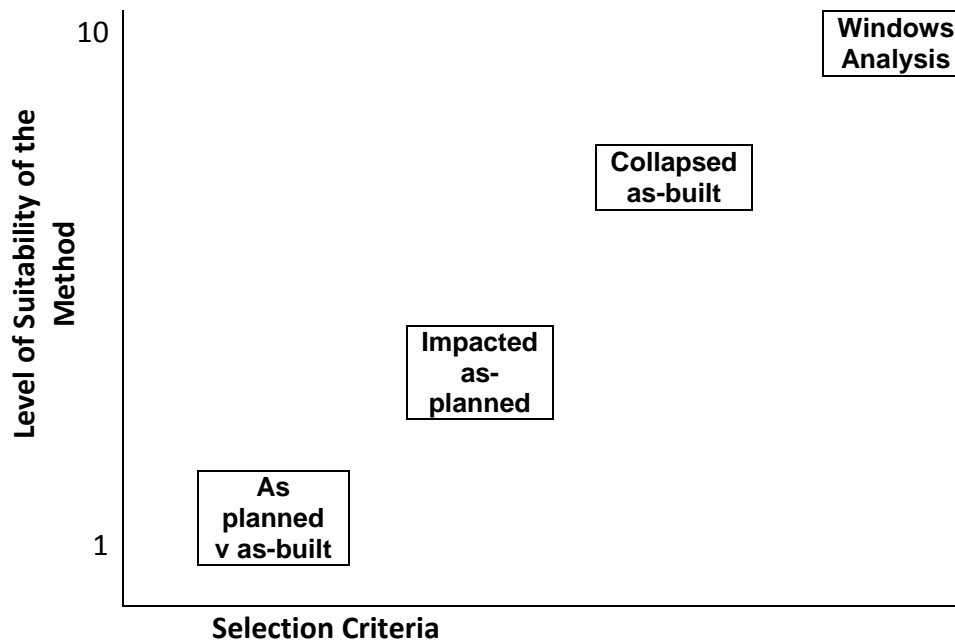 10
Windows
Analysis
Level of Suitability of the
Method
Collapsed
as-built
Impacted
as-
planned
As
planned
v as-built
1
Selection Criteria